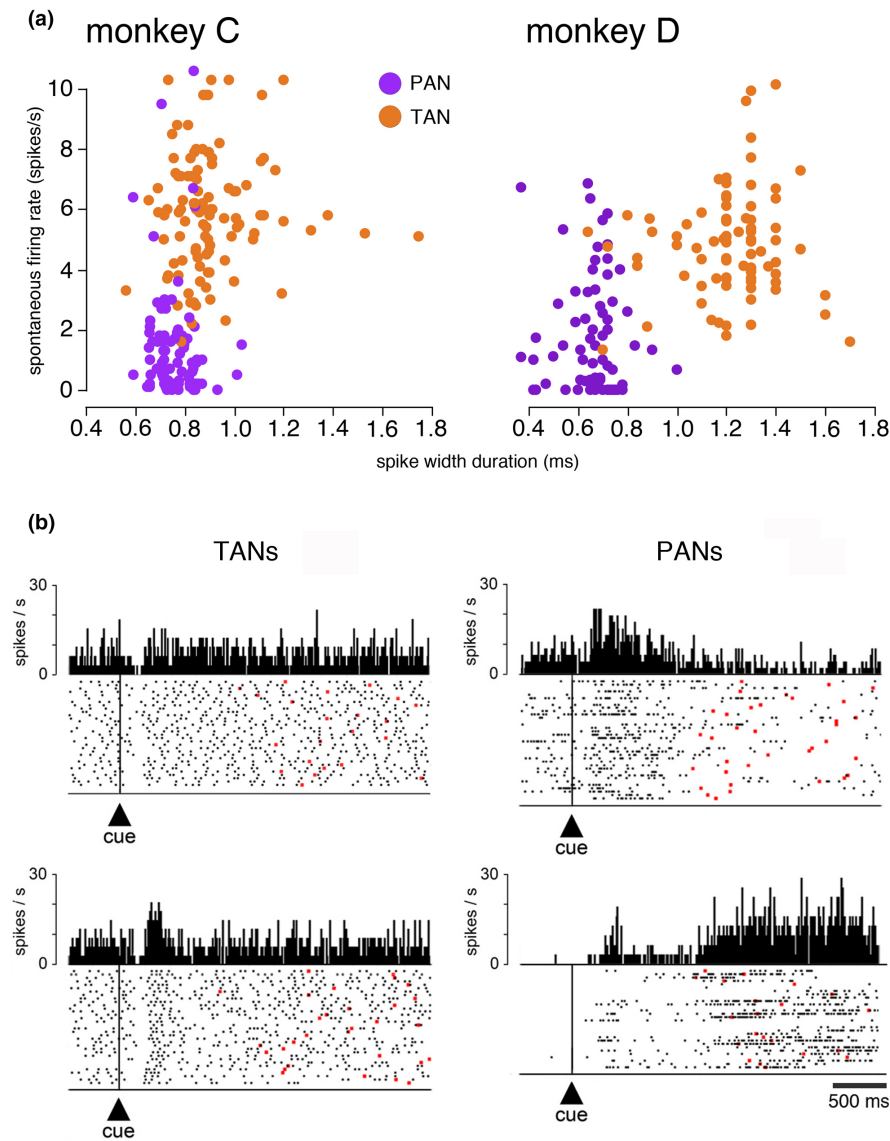 (a)
monkey C
monkey D
PAN
TAN
spontaneous firing rate (spikes/s)
10
8
6
4
2
0
0.4 0.6 0.8 1.0 1.2 1.4 1.6 1.8
0.4 0.6 0.8 1.0 1.2 1.4 1.6 1.8
spike width duration (ms)
(b)
TANs
PANs
30
spikes / s
0
cue
30
spikes / s
0
cue
30
spikes / s
0
cue
30
spikes / s
0
cue
500 ms